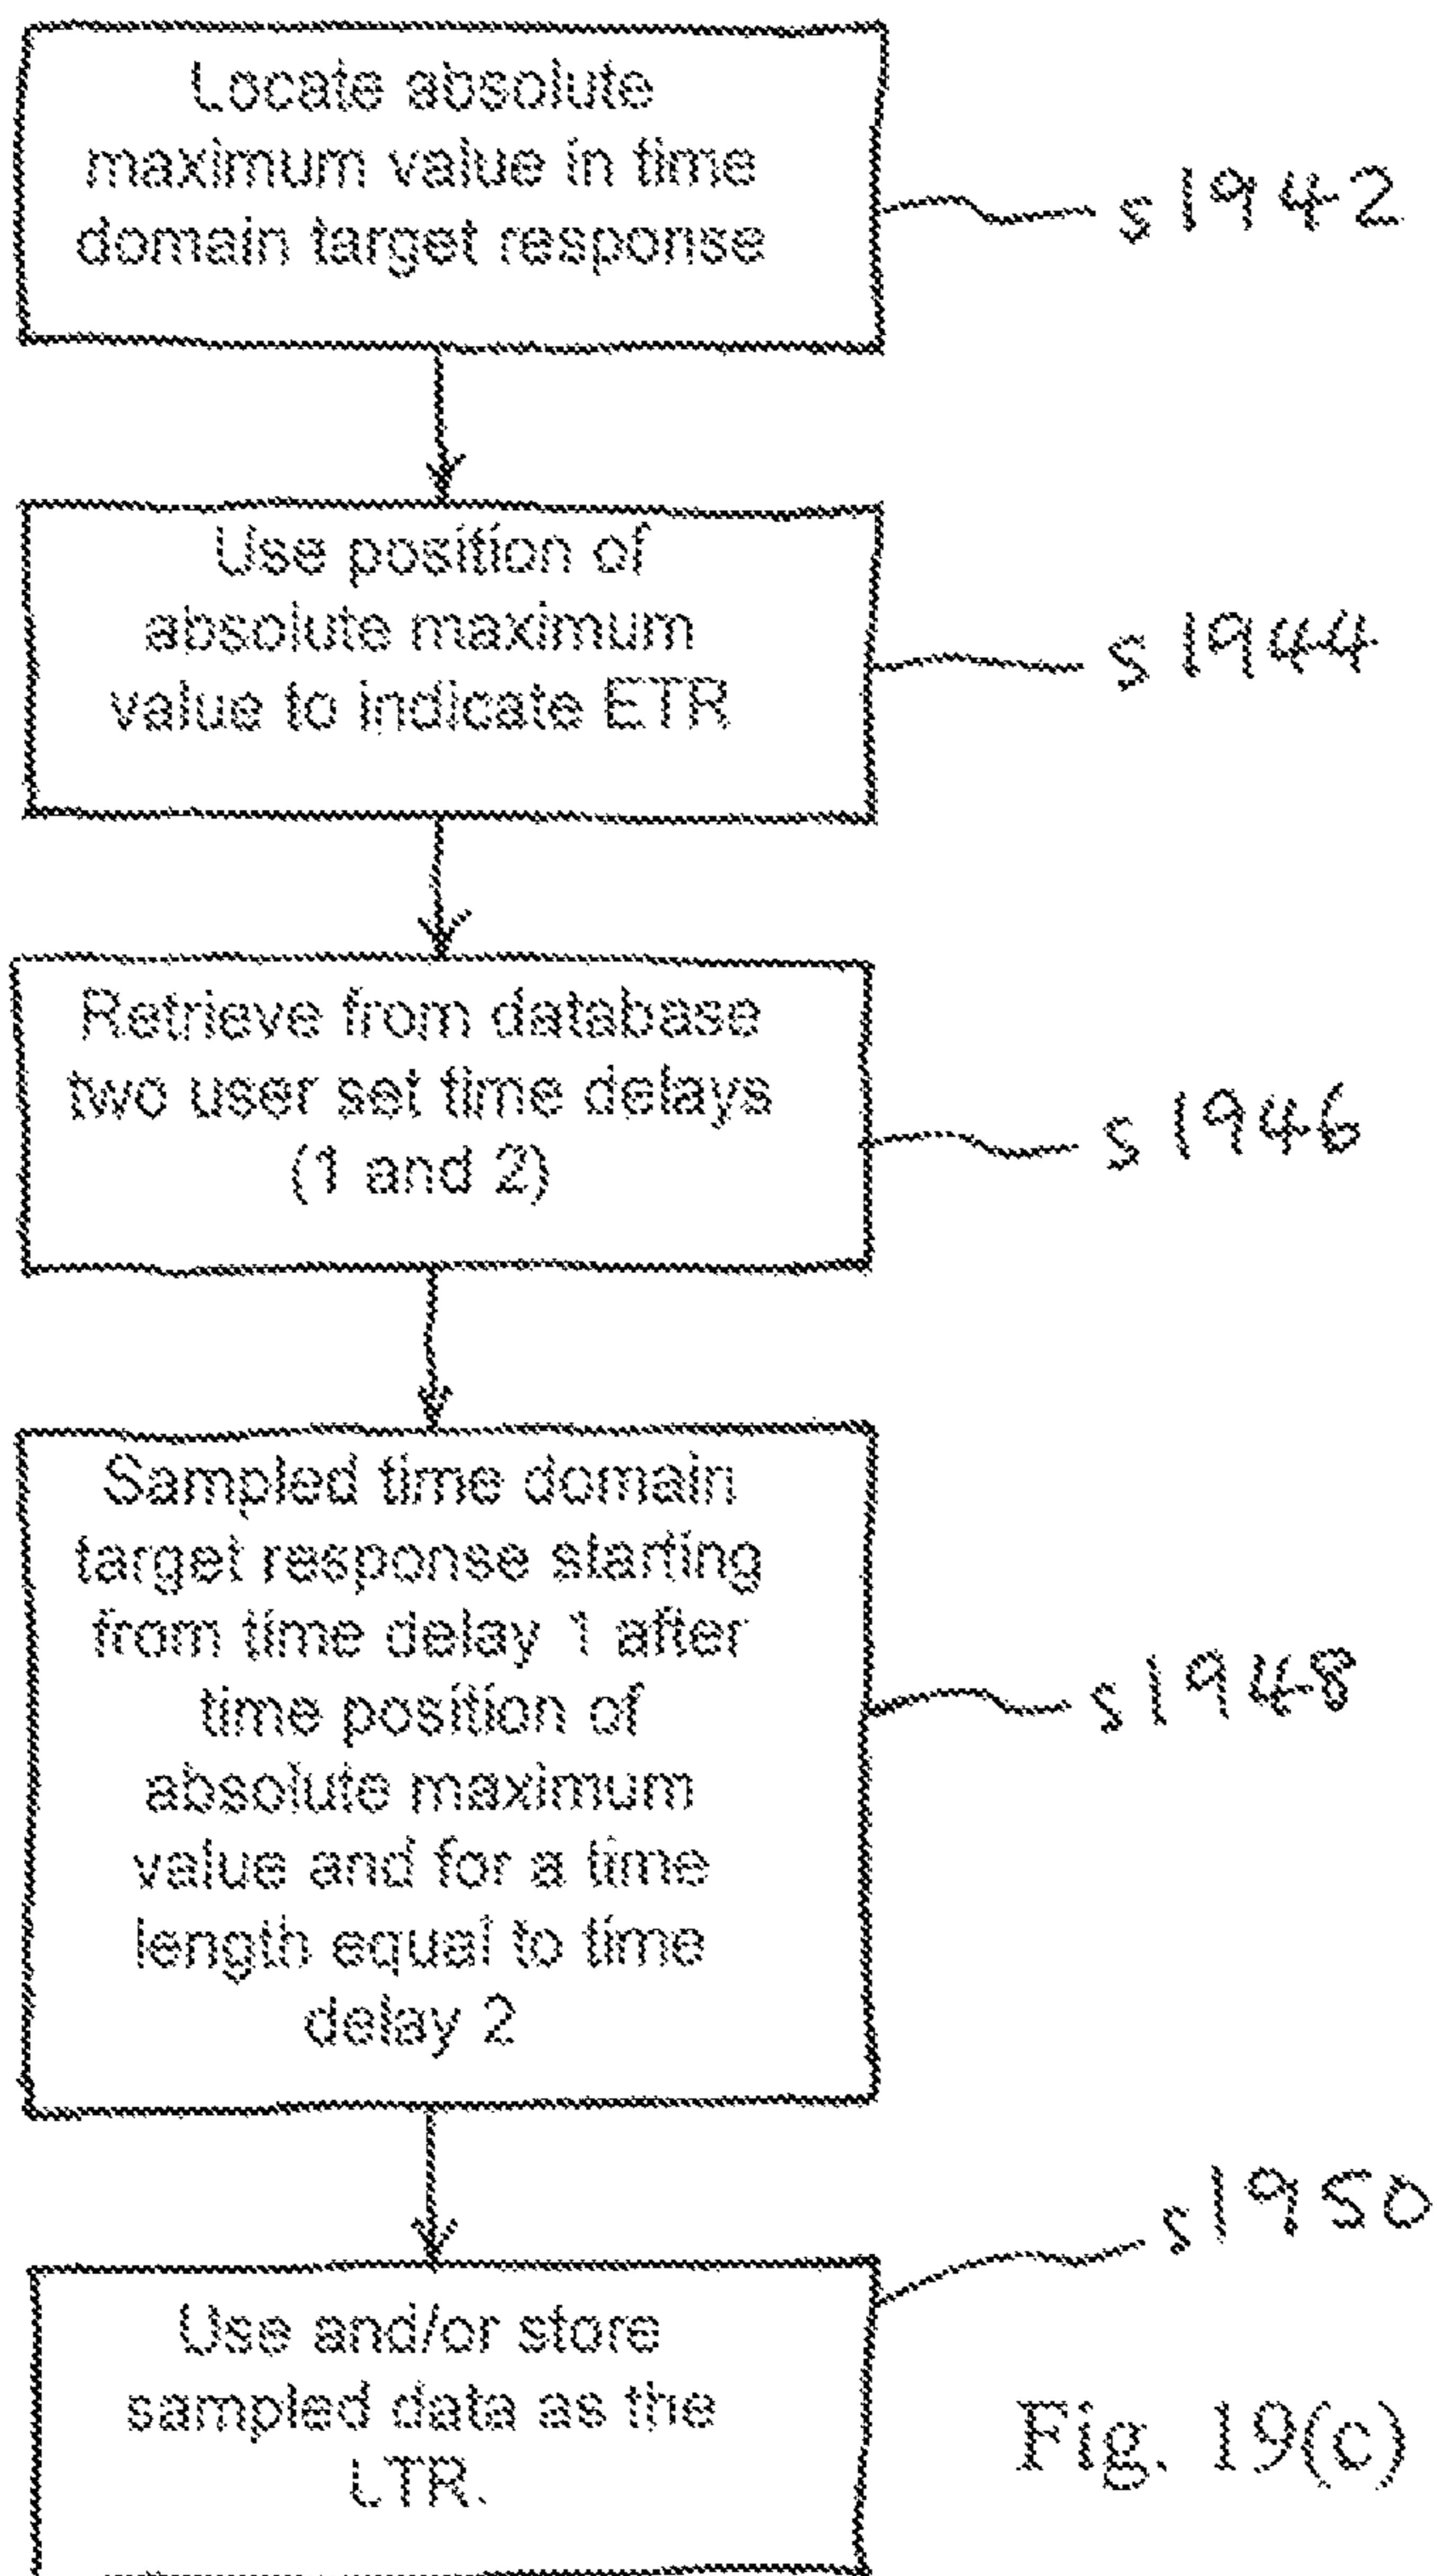 Locate absolute
maximum value in time
domain target response
s1942
Use position of
absolute maximum
value to indicate ETR
s1944
Retrieve from database
two user set time delays
(1 and 2)
s1946
Sampled time domain
target response starting
from time delay 1 after
time position of
absolute maximum
value and for a time
length equal to time
delay 2
s1948
Use and/or store
sampled data as the
LTR.
s1950
Fig. 19(c)